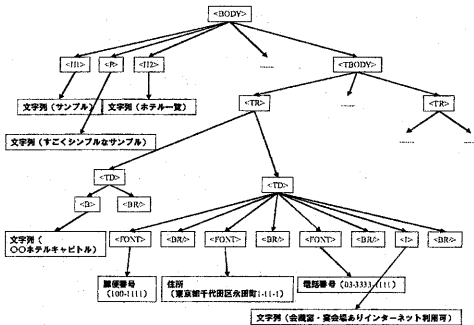 <BODY>
<H1>
<P>
<H2>
......
<TBODY>
文字列（サンプル）
文字列（ホテル一覧）
<TR>
......
<TR>
文字列（すごくシンプルなサンプル）
......
......
<TD>
<TD>
<B>
<BR/>
文字列（
〇〇ホテルキャピトル）
<FONT>
<BR/>
<FONT>
<BR/>
<FONT>
<BR/>
<I>
<BR/>
郵便番号
（100-1111）
住所
（東京都千代田区永田町1-11-1）
電話番号（03-3333-1111）
文字列（会議室・宴会場ありインターネット利用可）